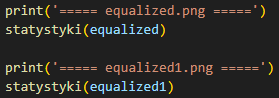 print('===== equalized.png =====')
statystyki(equalized)
print('===== equalized1.png =====')
statystyki(equalized1)